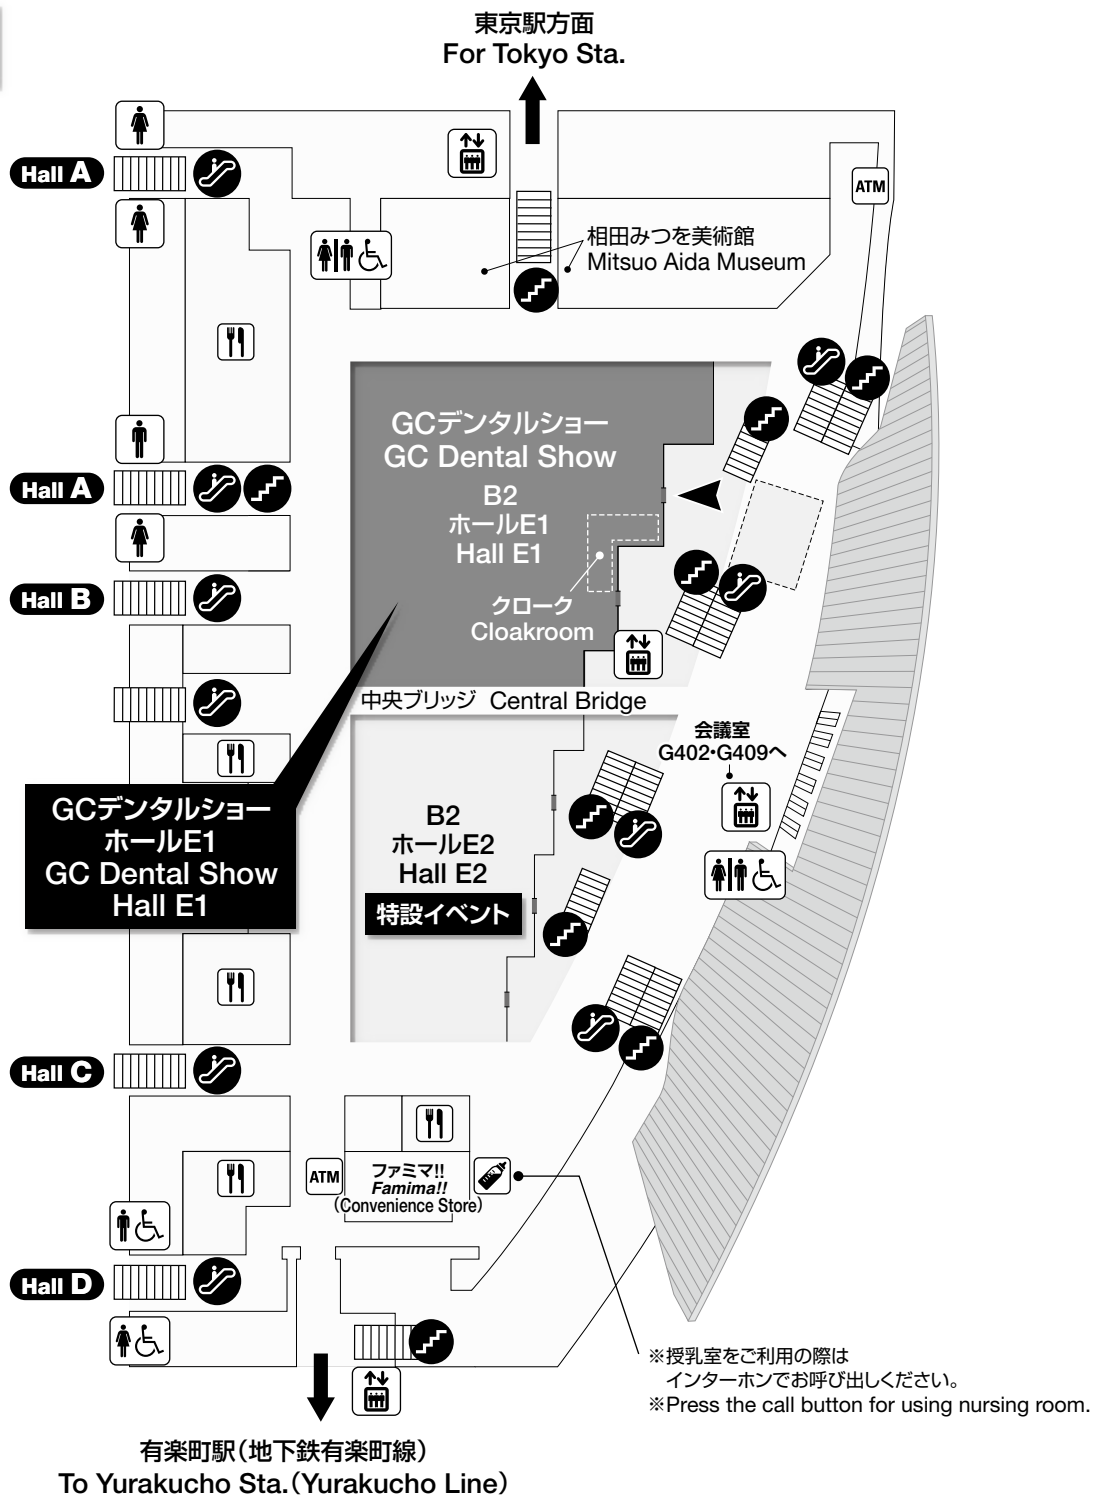 東京駅方面
For Tokyo Sta.
Hall A
ATM
相田みつを美術館
Mitsuo Aida Museum
GCデンタルショー
GC Dental Show
B2
ホールE1
Hall E1
Hall A
Hall B
クローク
Cloakroom
中央ブリッジ Central Bridge
会議室
G402・G409へ
GCデンタルショー
ホールE1
GC Dental Show
Hall E1
B2
ホールE2
Hall E2
特設イベント
Hall C
ATM
ファミマ!!
Famima!!
(Convenience Store)
Hall D
※授乳室をご利用の際は
インターホンでお呼び出しください。
※Press the call button for using nursing room.
有楽町駅(地下鉄有楽町線)
To Yurakucho Sta.(Yurakucho Line)